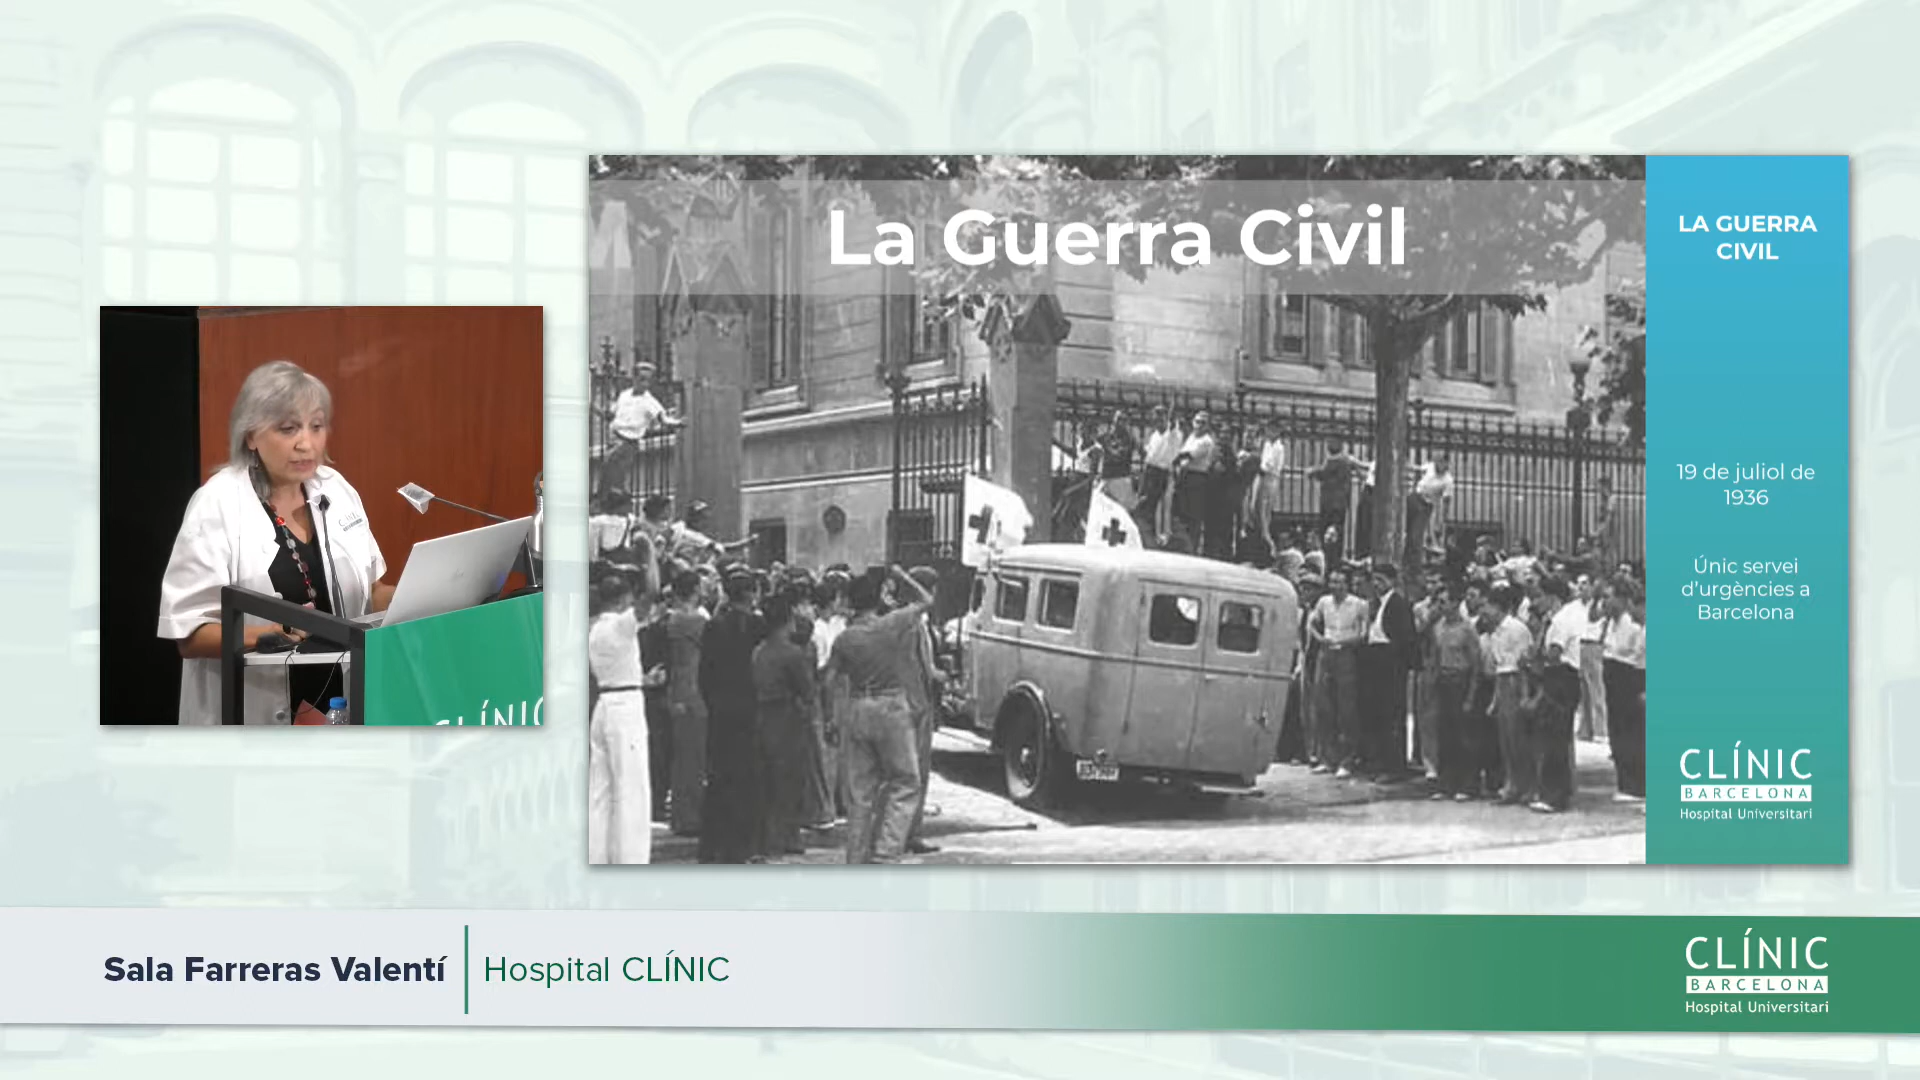 La Guerra Civil
LA GUERRA
CIVIL
19 de juliol de
1936
Únic servei
d'urgències a
Barcelona
CLÍNIC
BARCELONA
Hospital Universitari
CLÍNIC
Sala Farreras Valentí
Hospital CLÍNIC
CLÍNIC
BARCELONA
Hospital Universitari